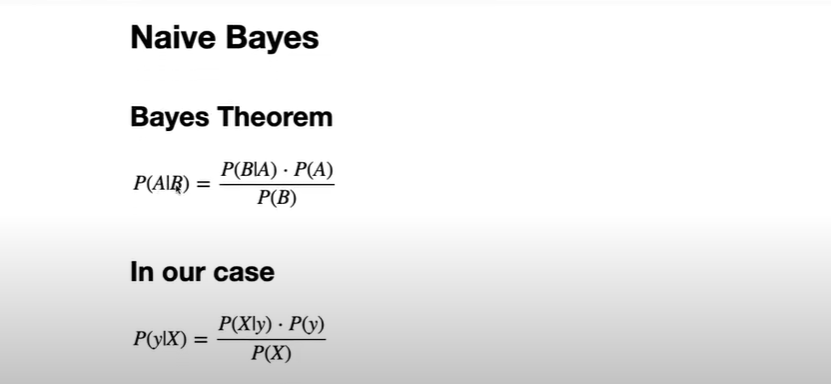 Naive Bayes
Bayes Theorem
P(A|B) = P(B|A) · P(A) / P(B)
In our case
P(y|X) = P(X|y) · P(y) / P(X)